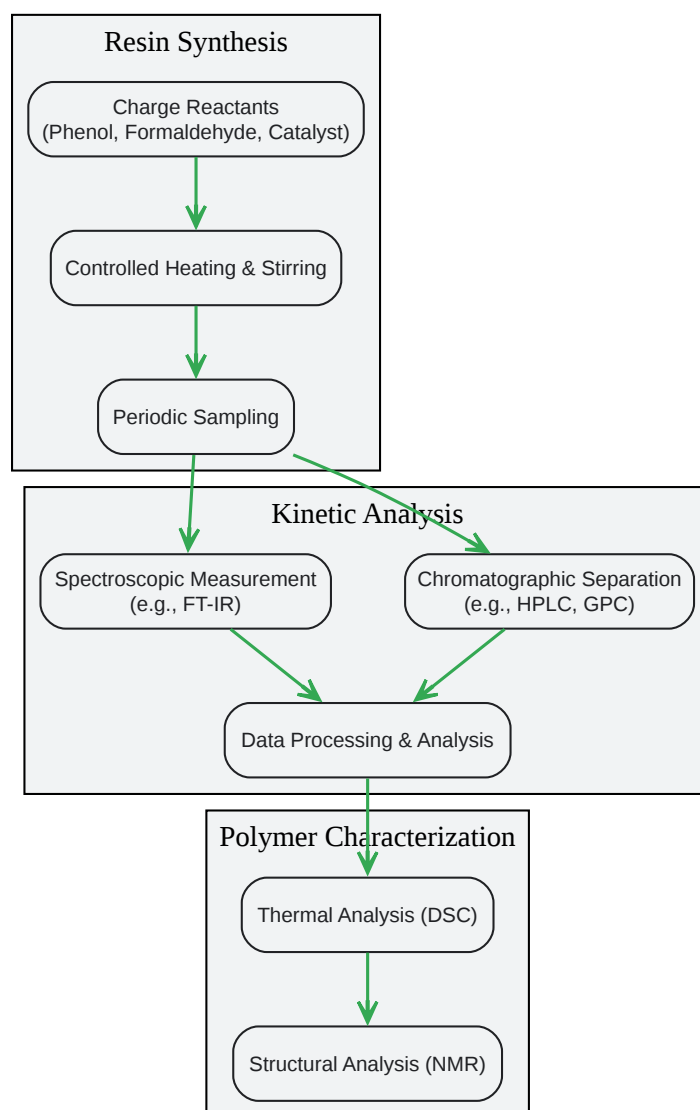 Resin Synthesis
Charge Reactants
(Phenol, Formaldehyde, Catalyst)
Controlled Heating & Stirring
Periodic Sampling
Kinetic Analysis
Spectroscopic Measurement
(e.g., FT-IR)
Chromatographic Separation
(e.g., HPLC, GPC)
Data Processing & Analysis
Polymer Characterization
Thermal Analysis (DSC)
Structural Analysis (NMR)